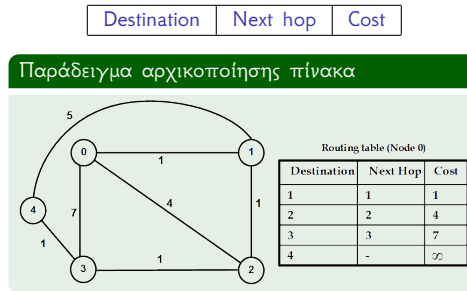 Destination Next hop Cost
Παράδειγμα αρχικοποίησης πίνακα
5
0
1
1
4
7
1
4
1
3
1
2
Routing table (Node 0)
Destination Next Hop Cost
1 1 1
2 2 4
3 3 7
4 - ∞